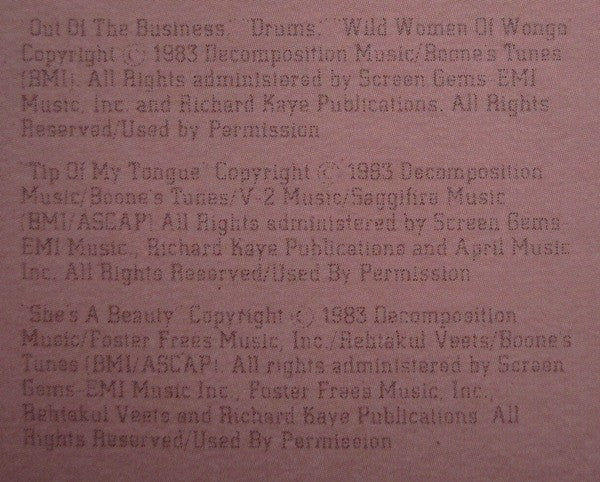 "Out Of The Business," "Drums," "Wild Women Of Wongo"
Copyright © 1983 Decomposition Music/Boone's Tunes
(BMI). All Rights administered by Screen Gems-EMI
Music, Inc. and Richard Kaye Publications. All Rights
Reserved/Used by Permission
"Tip Of My Tongue" Copyright © 1983 Decomposition
Music/Boone's Tunes/V-2 Music/Saggifire Music
(BMI/ASCAP) All Rights administered by Screen Gems-
EMI Music., Richard Kaye Publications and April Music
Inc. All Rights Reserved/Used By Permission
"She's A Beauty" Copyright © 1983 Decomposition
Music/Foster Frees Music, Inc./Rehtakul Veets/Boone's
Tunes (BMI/ASCAP). All rights administered by Screen
Gems-EMI Music Inc., Foster Frees Music, Inc.,
Rehtakul Veets and Richard Kaye Publications. All
Rights Reserved/Used By Permission